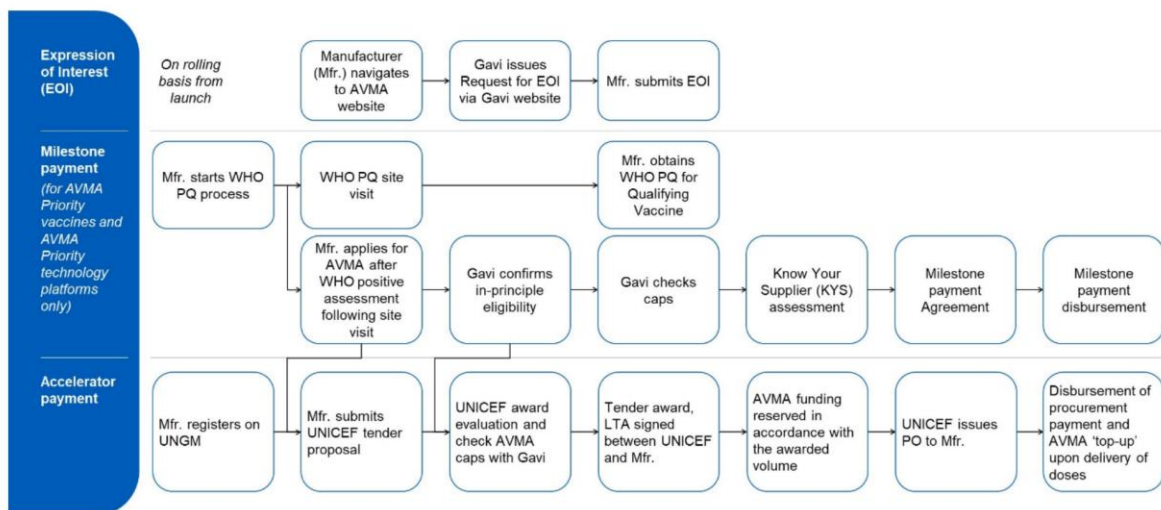 Expression
of Interest
(EOI)
On rolling
basis from
launch
Manufacturer
(Mfr.) navigates
to AVMA
website
Gavi issues
Request for EOI
via Gavi website
Mfr. submits EOI
Milestone
payment
(for AVMA
Priority
vaccines and
AVMA
Priority
technology
platforms
only)
Mfr. starts WHO
PQ process
WHO PQ site
visit
Mfr. obtains
WHO PQ for
Qualifying
Vaccine
Mfr. applies for
AVMA after
WHO positive
assessment
following site
visit
Gavi confirms
in-principle
eligibility
Gavi checks
caps
Know Your
Supplier (KYS)
assessment
Milestone
payment
Agreement
Milestone
payment
disbursement
Accelerator
payment
Mfr. registers on
UNGM
Mfr. submits
UNICEF tender
proposal
UNICEF award
evaluation and
check AVMA
caps with Gavi
Tender award,
LTA signed
between UNICEF
and Mfr.
AVMA funding
reserved in
accordance with
the awarded
volume
UNICEF issues
PO to Mfr.
Disbursement of
procurement
payment and
AVMA ‘top-up’
upon delivery of
doses